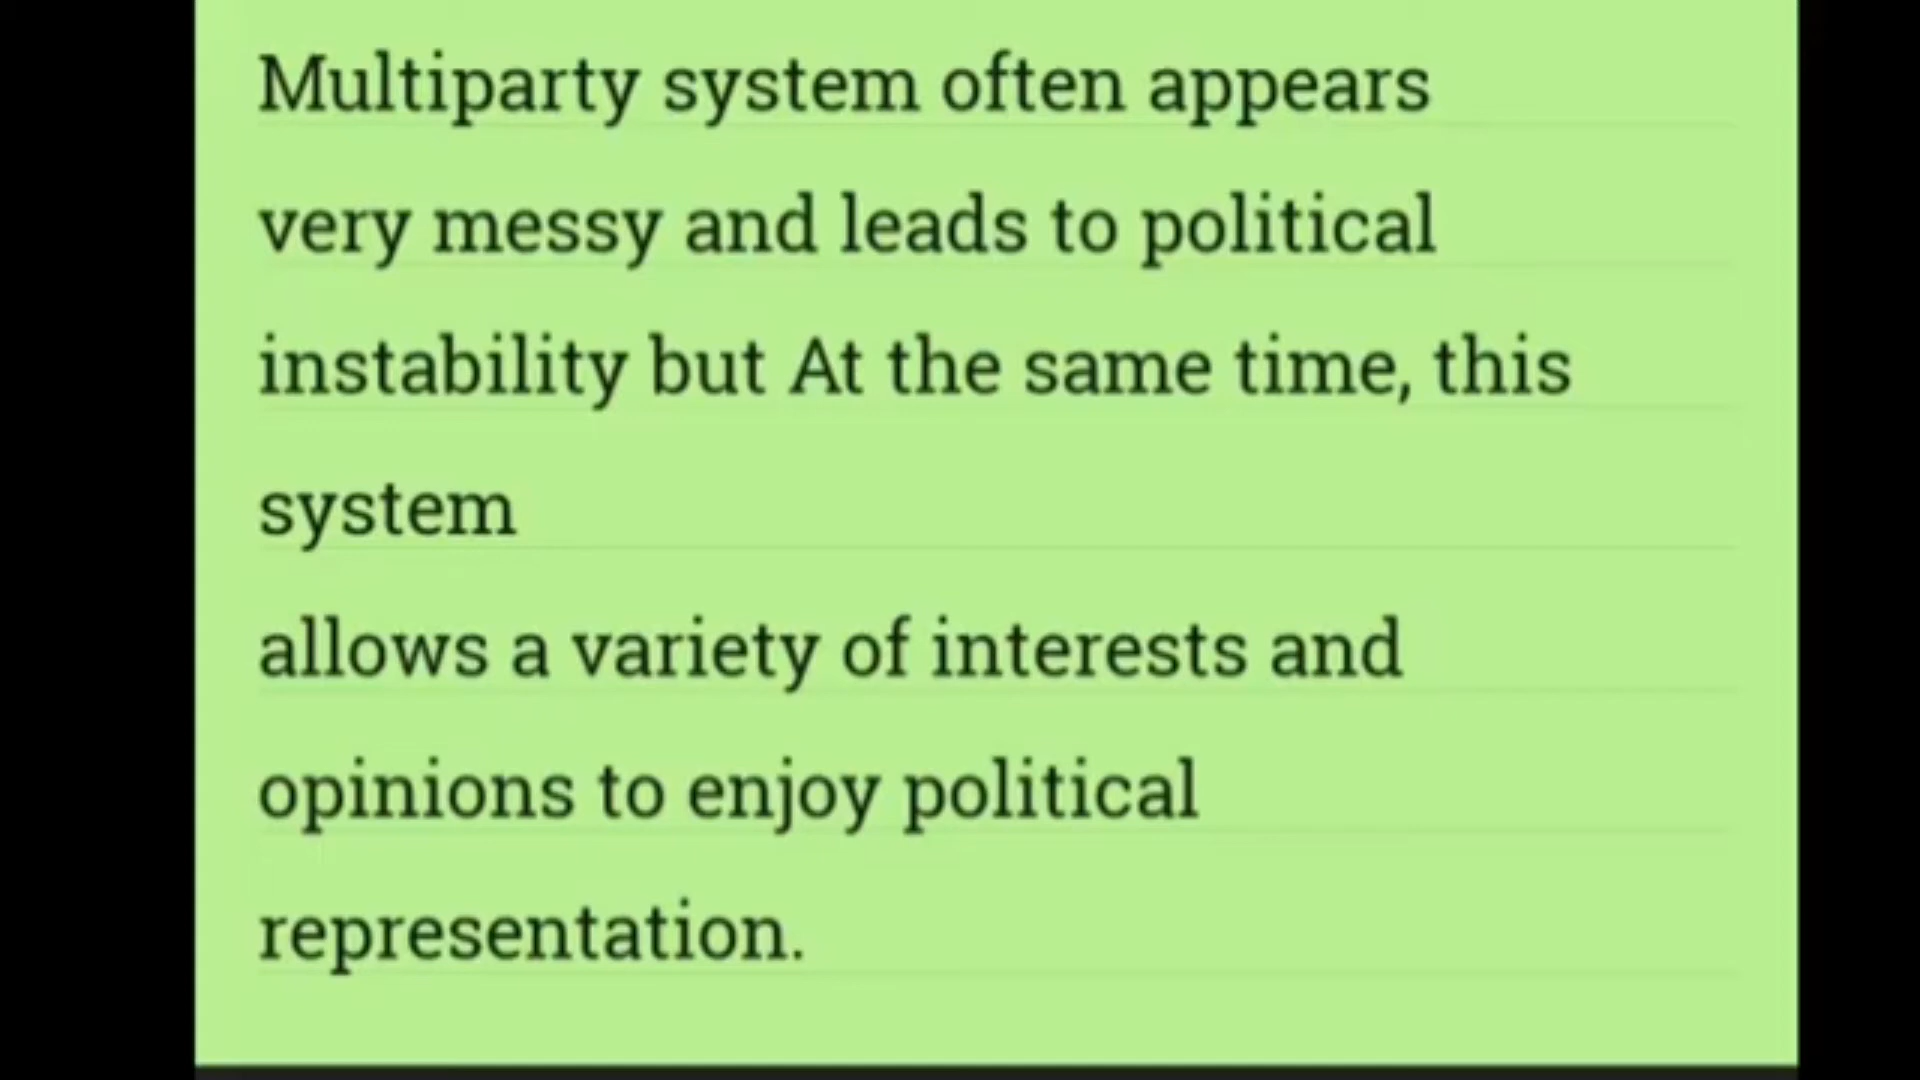 Multiparty system often appears
very messy and leads to political
instability but At the same time, this
system
allows a variety of interests and
opinions to enjoy political
representation.